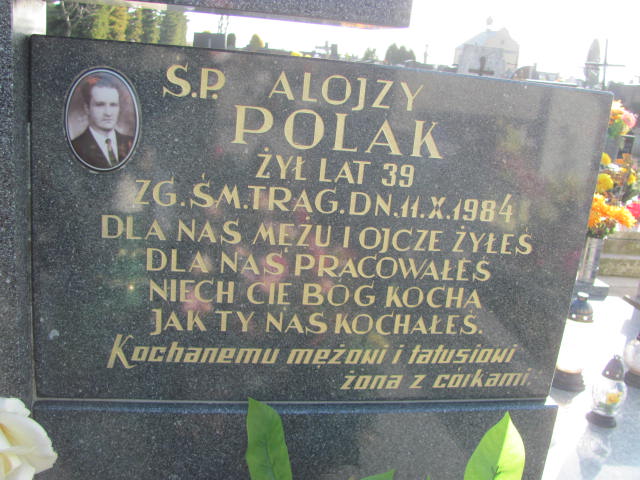 Ś.P. ALOJZY
POLAK
ŻYŁ LAT 39
ZG. ŚM. TRAG. DN. 11.X.1984
DLA NAS MĘŻU I OJCZE ŻYŁEŚ
DLA NAS PRACOWAŁEŚ
NIECH CIĘ BÓG KOCHA
JAK TY NAS KOCHAŁEŚ.
Kochanemu mężowi i tatusiowi
żona z córkami.